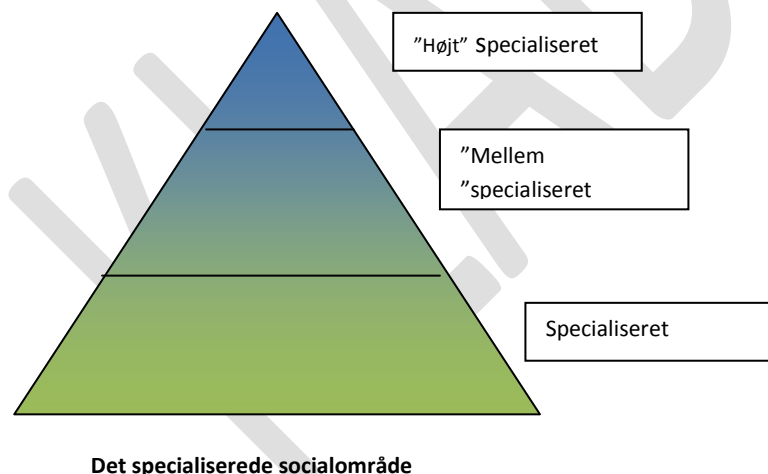 ”Højt” Specialiseret
”Mellem
”specialiseret
Specialiseret
Det specialiserede socialområde